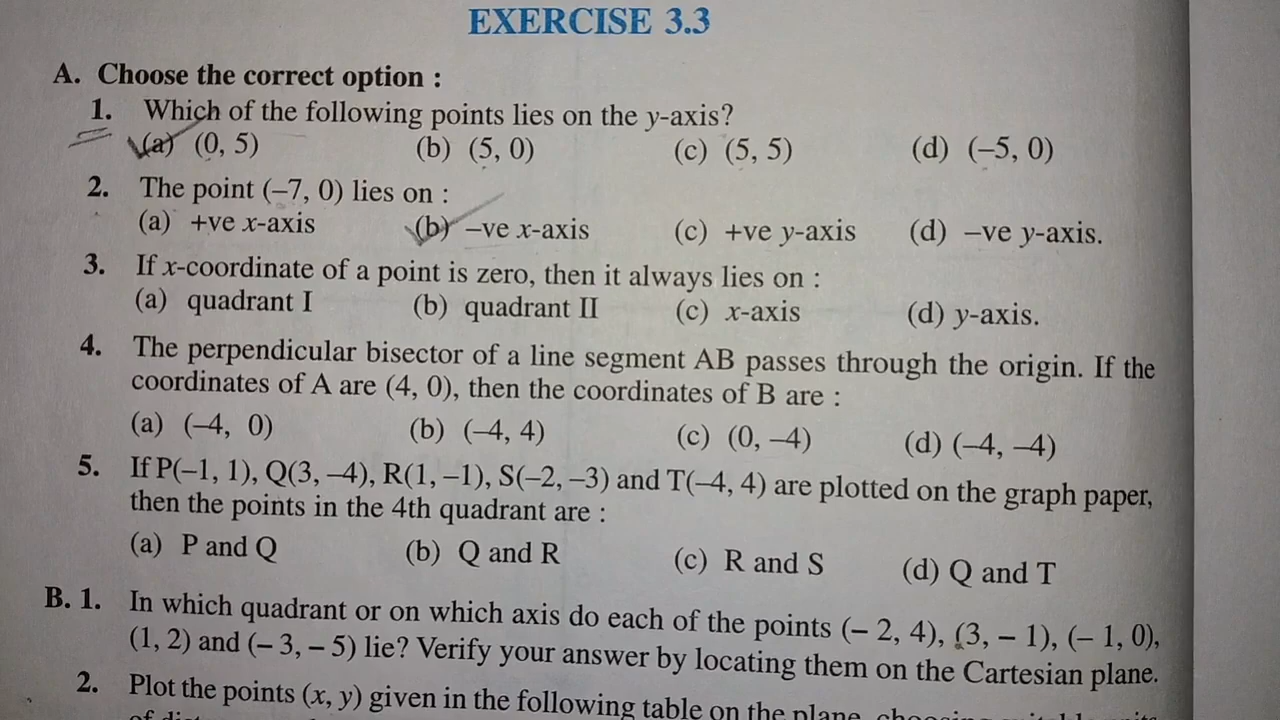 EXERCISE 3.3
A. Choose the correct option :
1. Which of the following points lies on the y-axis?
(a) (0, 5) (b) (5, 0) (c) (5, 5) (d) (–5, 0)
2. The point (–7, 0) lies on :
(a) +ve x-axis (b) –ve x-axis (c) +ve y-axis (d) –ve y-axis.
3. If x-coordinate of a point is zero, then it always lies on :
(a) quadrant I (b) quadrant II (c) x-axis (d) y-axis.
4. The perpendicular bisector of a line segment AB passes through the origin. If the
coordinates of A are (4, 0), then the coordinates of B are :
(a) (–4, 0) (b) (–4, 4) (c) (0, –4) (d) (–4, –4)
5. If P(–1, 1), Q(3, –4), R(1, –1), S(–2, –3) and T(–4, 4) are plotted on the graph paper,
then the points in the 4th quadrant are :
(a) P and Q (b) Q and R (c) R and S (d) Q and T
B. 1. In which quadrant or on which axis do each of the points (– 2, 4), (3, – 1), (– 1, 0),
(1, 2) and (– 3, – 5) lie? Verify your answer by locating them on the Cartesian plane.
2. Plot the points (x, y) given in the following table on the plane,